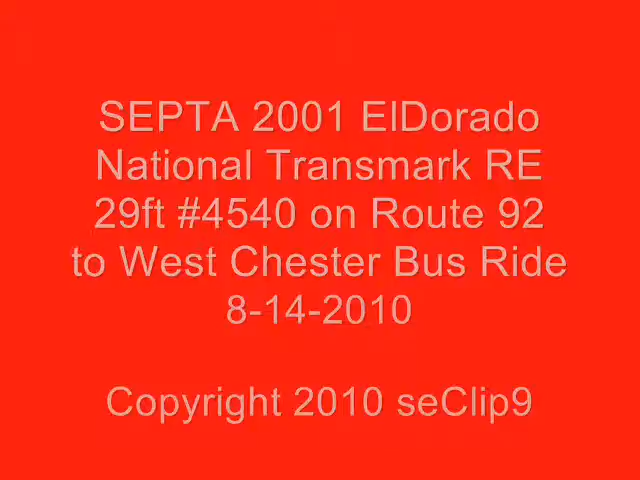 SEPTA 2001 ElDorado
National Transmark RE
29ft #4540 on Route 92
to West Chester Bus Ride
8-14-2010
Copyright 2010 seClip9